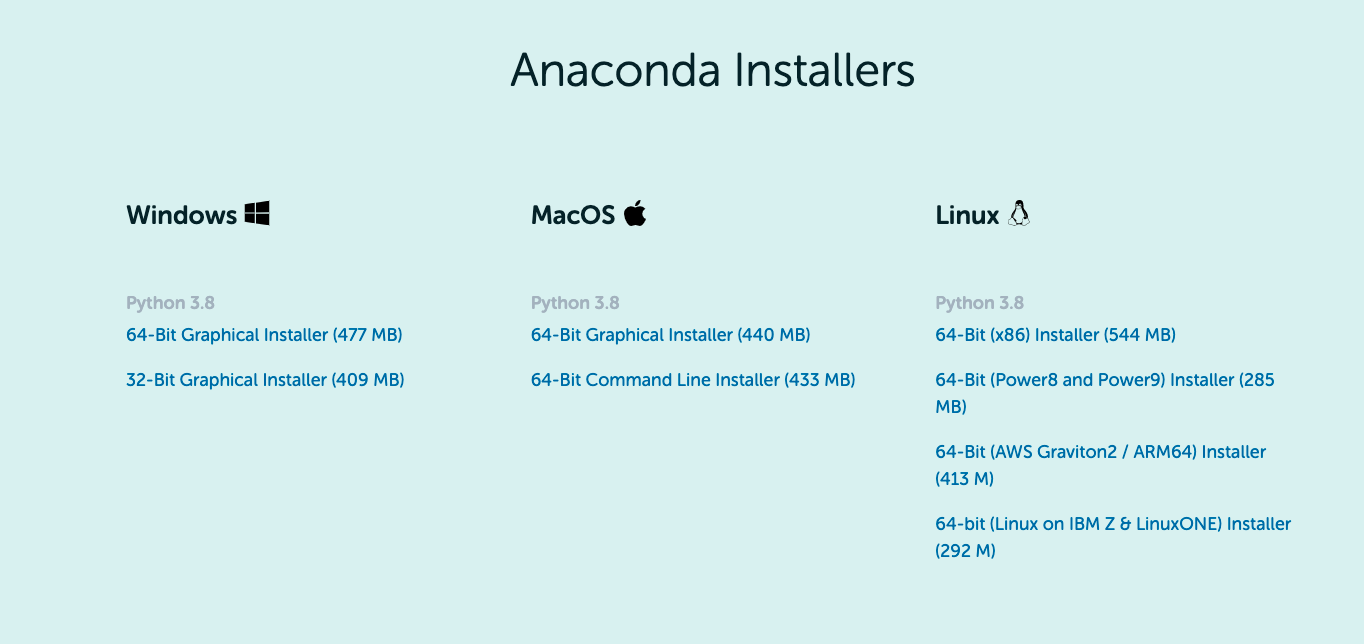 Anaconda Installers
Windows
Python 3.8
64-Bit Graphical Installer (477 MB)
32-Bit Graphical Installer (409 MB)
MacOS
Python 3.8
64-Bit Graphical Installer (440 MB)
64-Bit Command Line Installer (433 MB)
Linux
Python 3.8
64-Bit (x86) Installer (544 MB)
64-Bit (Power8 and Power9) Installer (285
MB)
64-Bit (AWS Graviton2 / ARM64) Installer
(413 M)
64-bit (Linux on IBM Z & LinuxONE) Installer
(292 M)